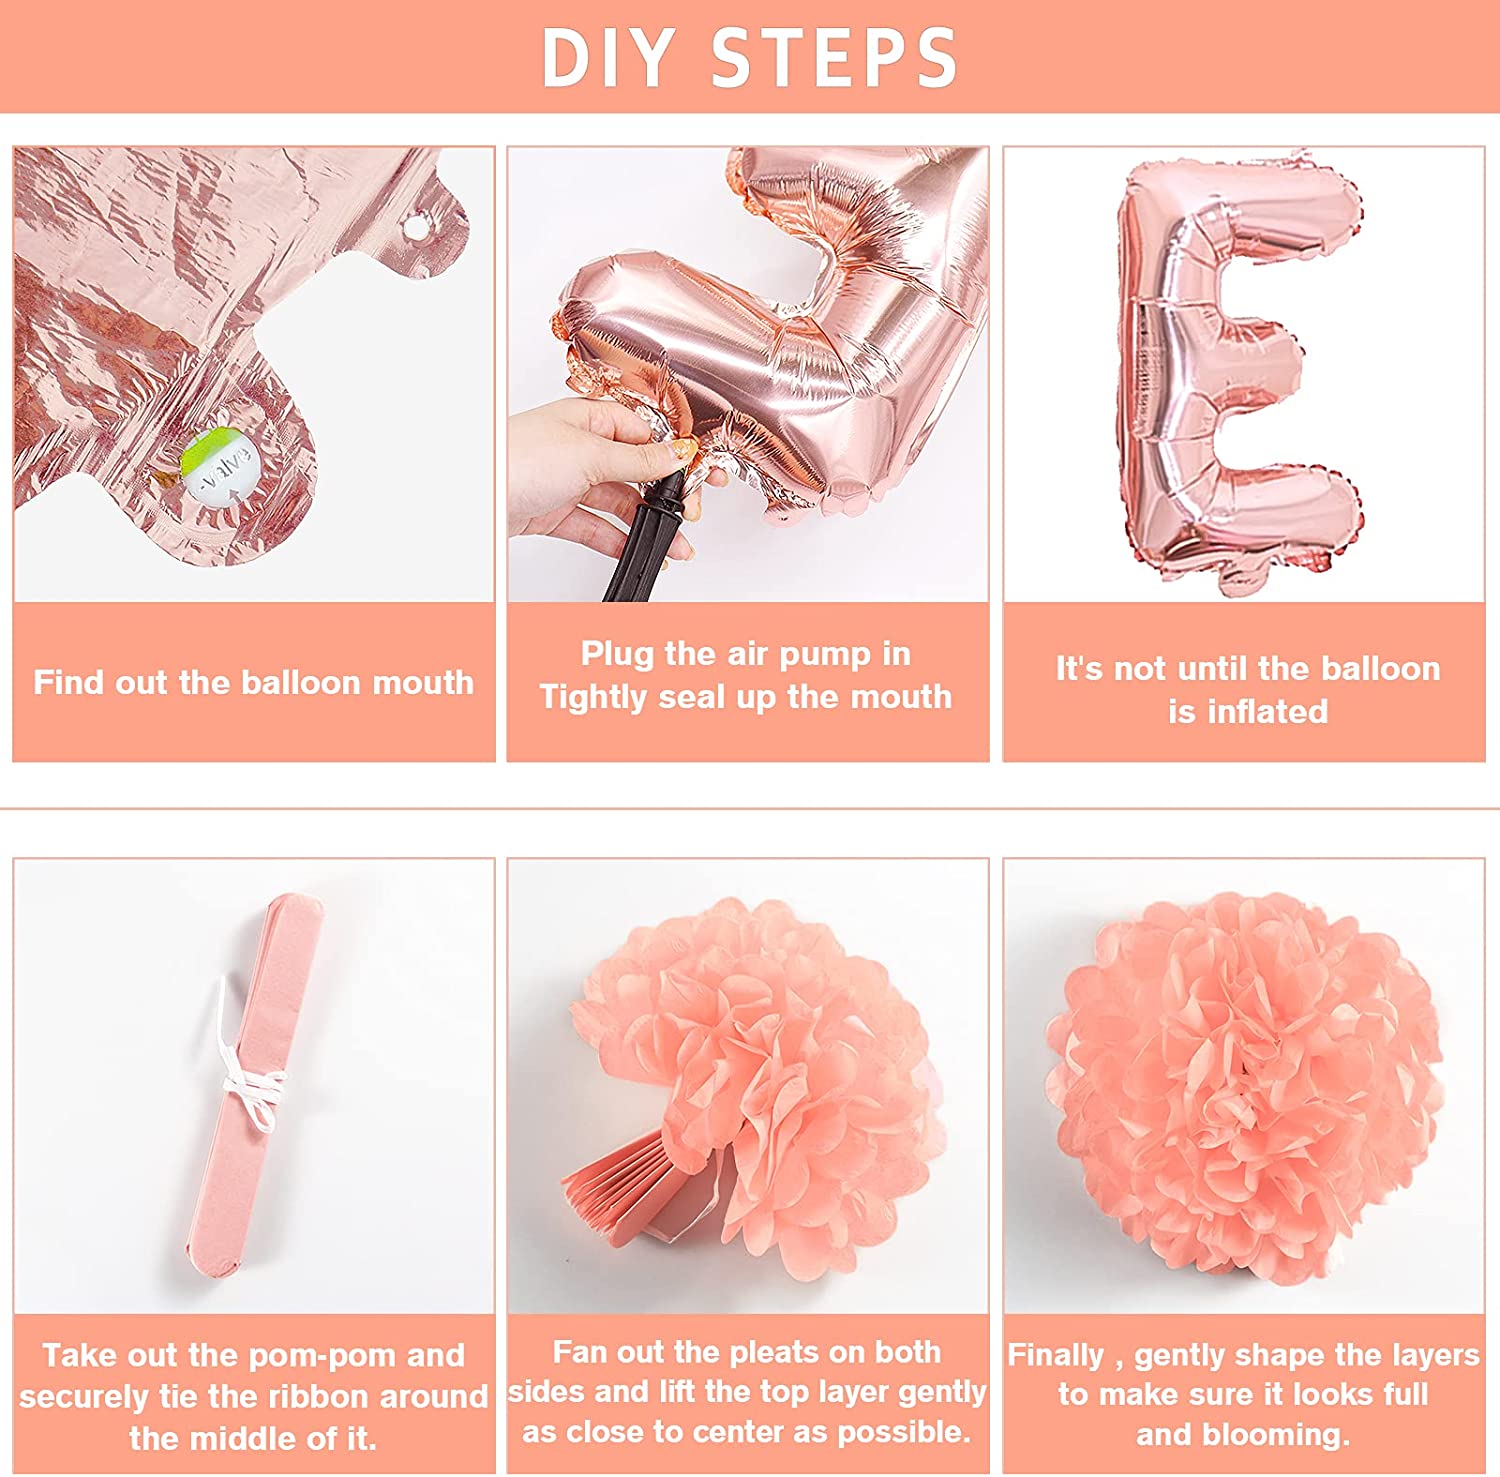 DIY STEPS
Find out the balloon mouth
Plug the air pump in
Tightly seal up the mouth
It's not until the balloon
is inflated
Take out the pom-pom and
securely tie the ribbon around
the middle of it.
Fan out the pleats on both
sides and lift the top layer gently
as close to center as possible.
Finally , gently shape the layers
to make sure it looks full
and blooming.